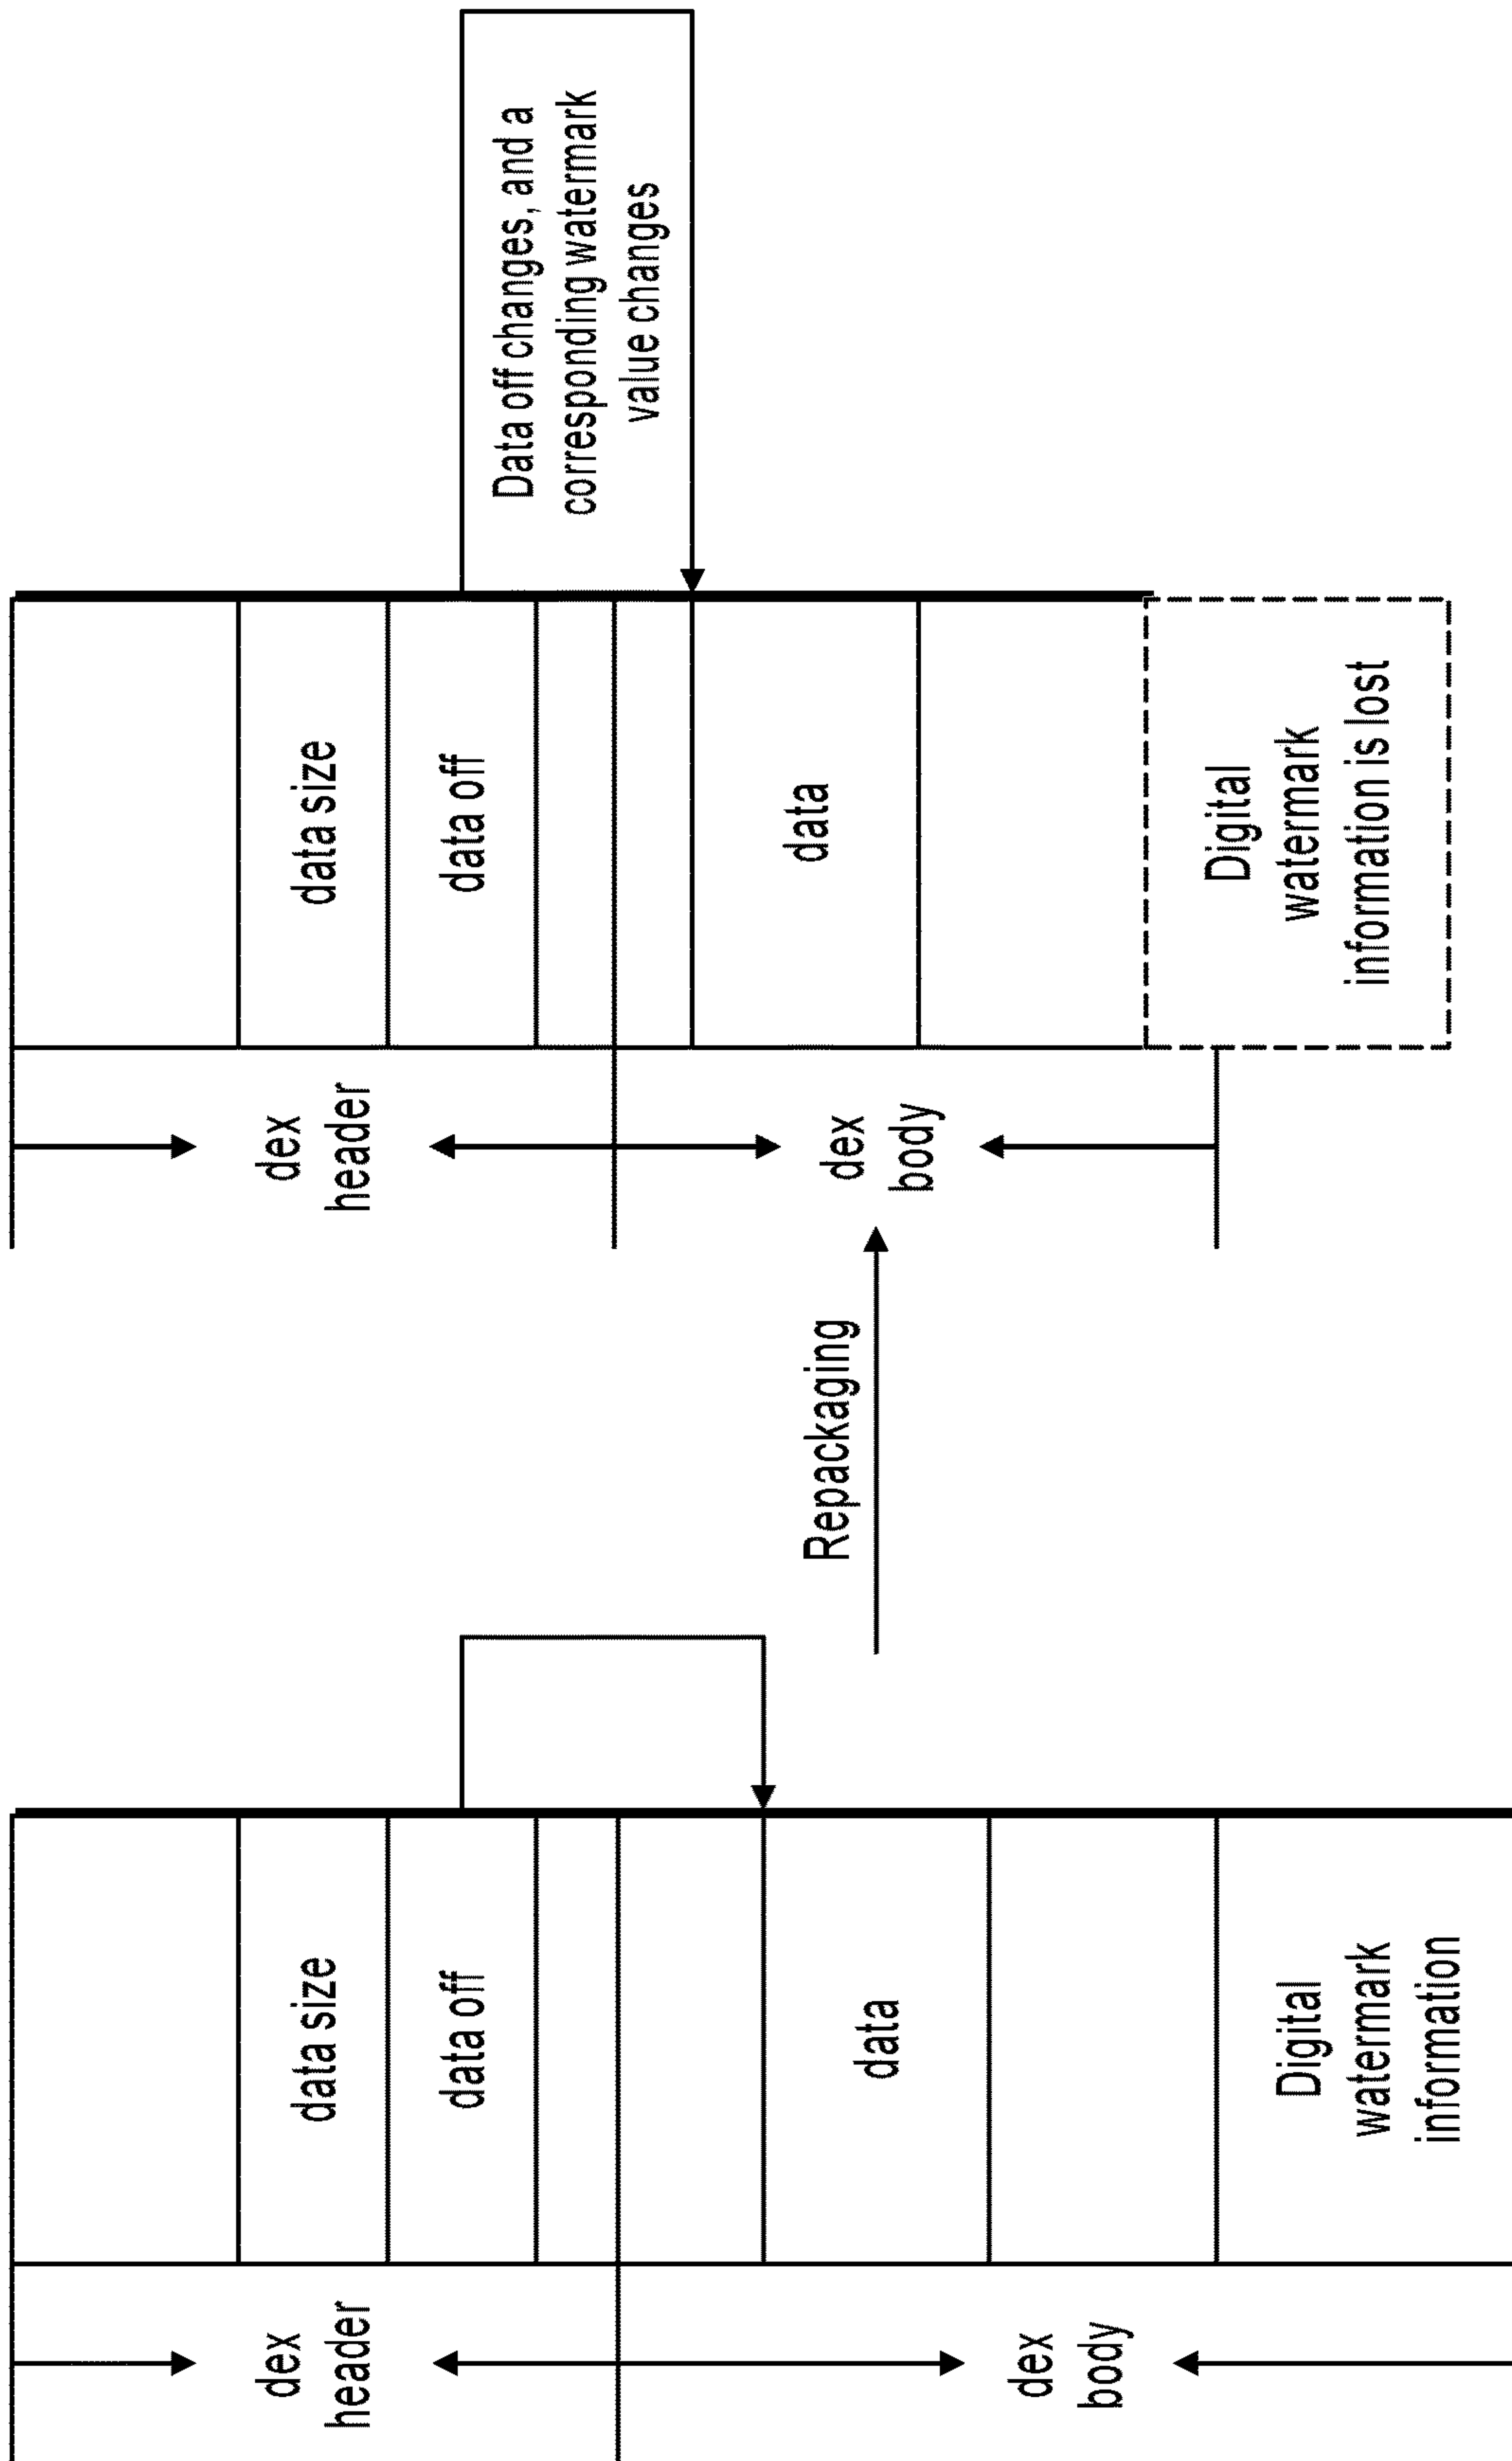 dex
header
dex
body
data size
data off
data
Digital
watermark
information
Repackaging
dex
header
dex
body
data size
data off
data
Digital
watermark
information is lost
Data off changes, and a
corresponding watermark
value changes